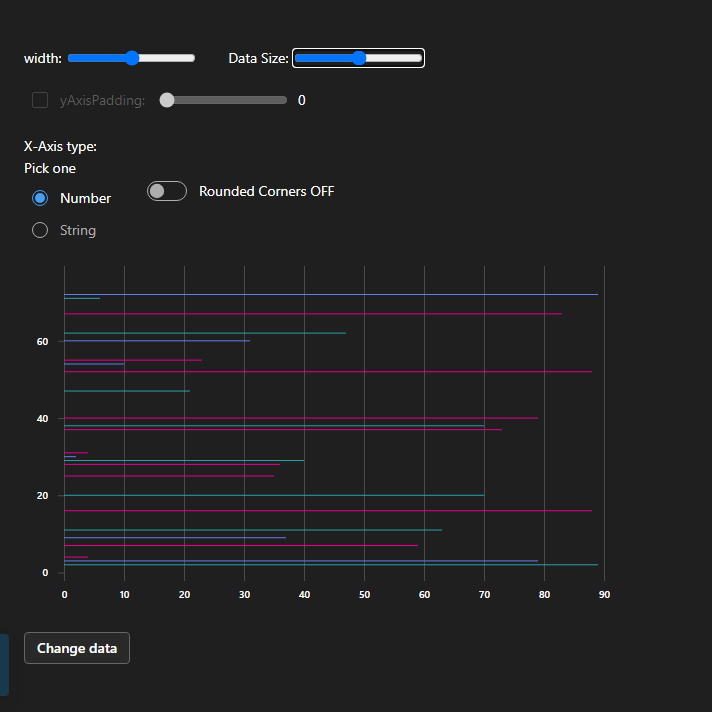 width: Data Size:
yAxisPadding: 0
X-Axis type:
Pick one
Number
Rounded Corners OFF
String
60
40
20
0
0 10 20 30 40 50 60 70 80 90
Change data